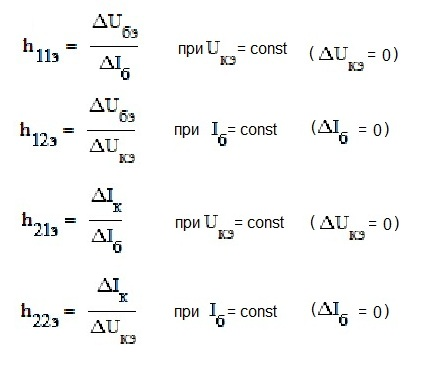 h11э = ΔUбэ / ΔIб при Uкэ = const (ΔUкэ = 0)
h12э = ΔUбэ / ΔUкэ при Iб = const (ΔIб = 0)
h21э = ΔIк / ΔIб при Uкэ = const (ΔUкэ = 0)
h22э = ΔIк / ΔUкэ при Iб = const (ΔIб = 0)